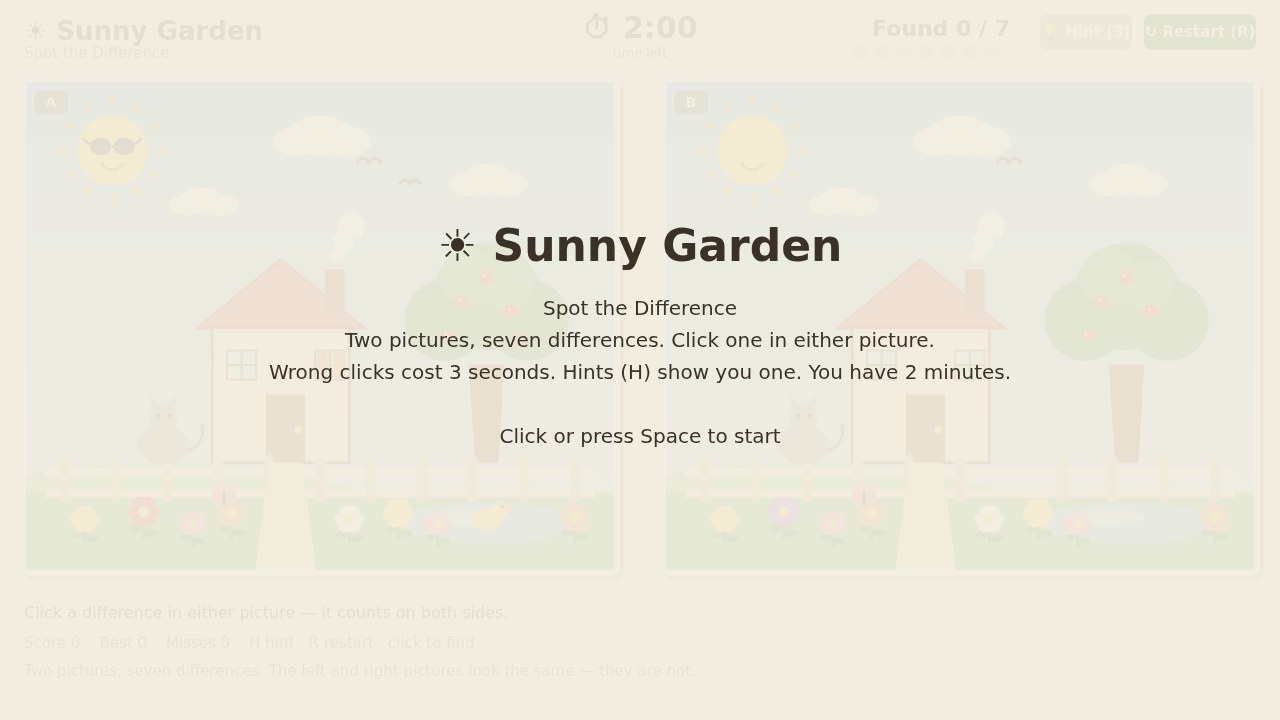 ☀ Sunny Garden
Spot the Difference
⏱ 2:00
time left
Found 0 / 7
Hint (3)
↻ Restart (R)
A
B
☀ Sunny Garden
Spot the Difference
Two pictures, seven differences. Click one in either picture.
Wrong clicks cost 3 seconds. Hints (H) show you one. You have 2 minutes.
Click or press Space to start
Click a difference in either picture — it counts on both sides.
Score 0 Best 0 Misses 0 H hint · R restart · click to find
Two pictures, seven differences. The left and right pictures look the same — they are not.